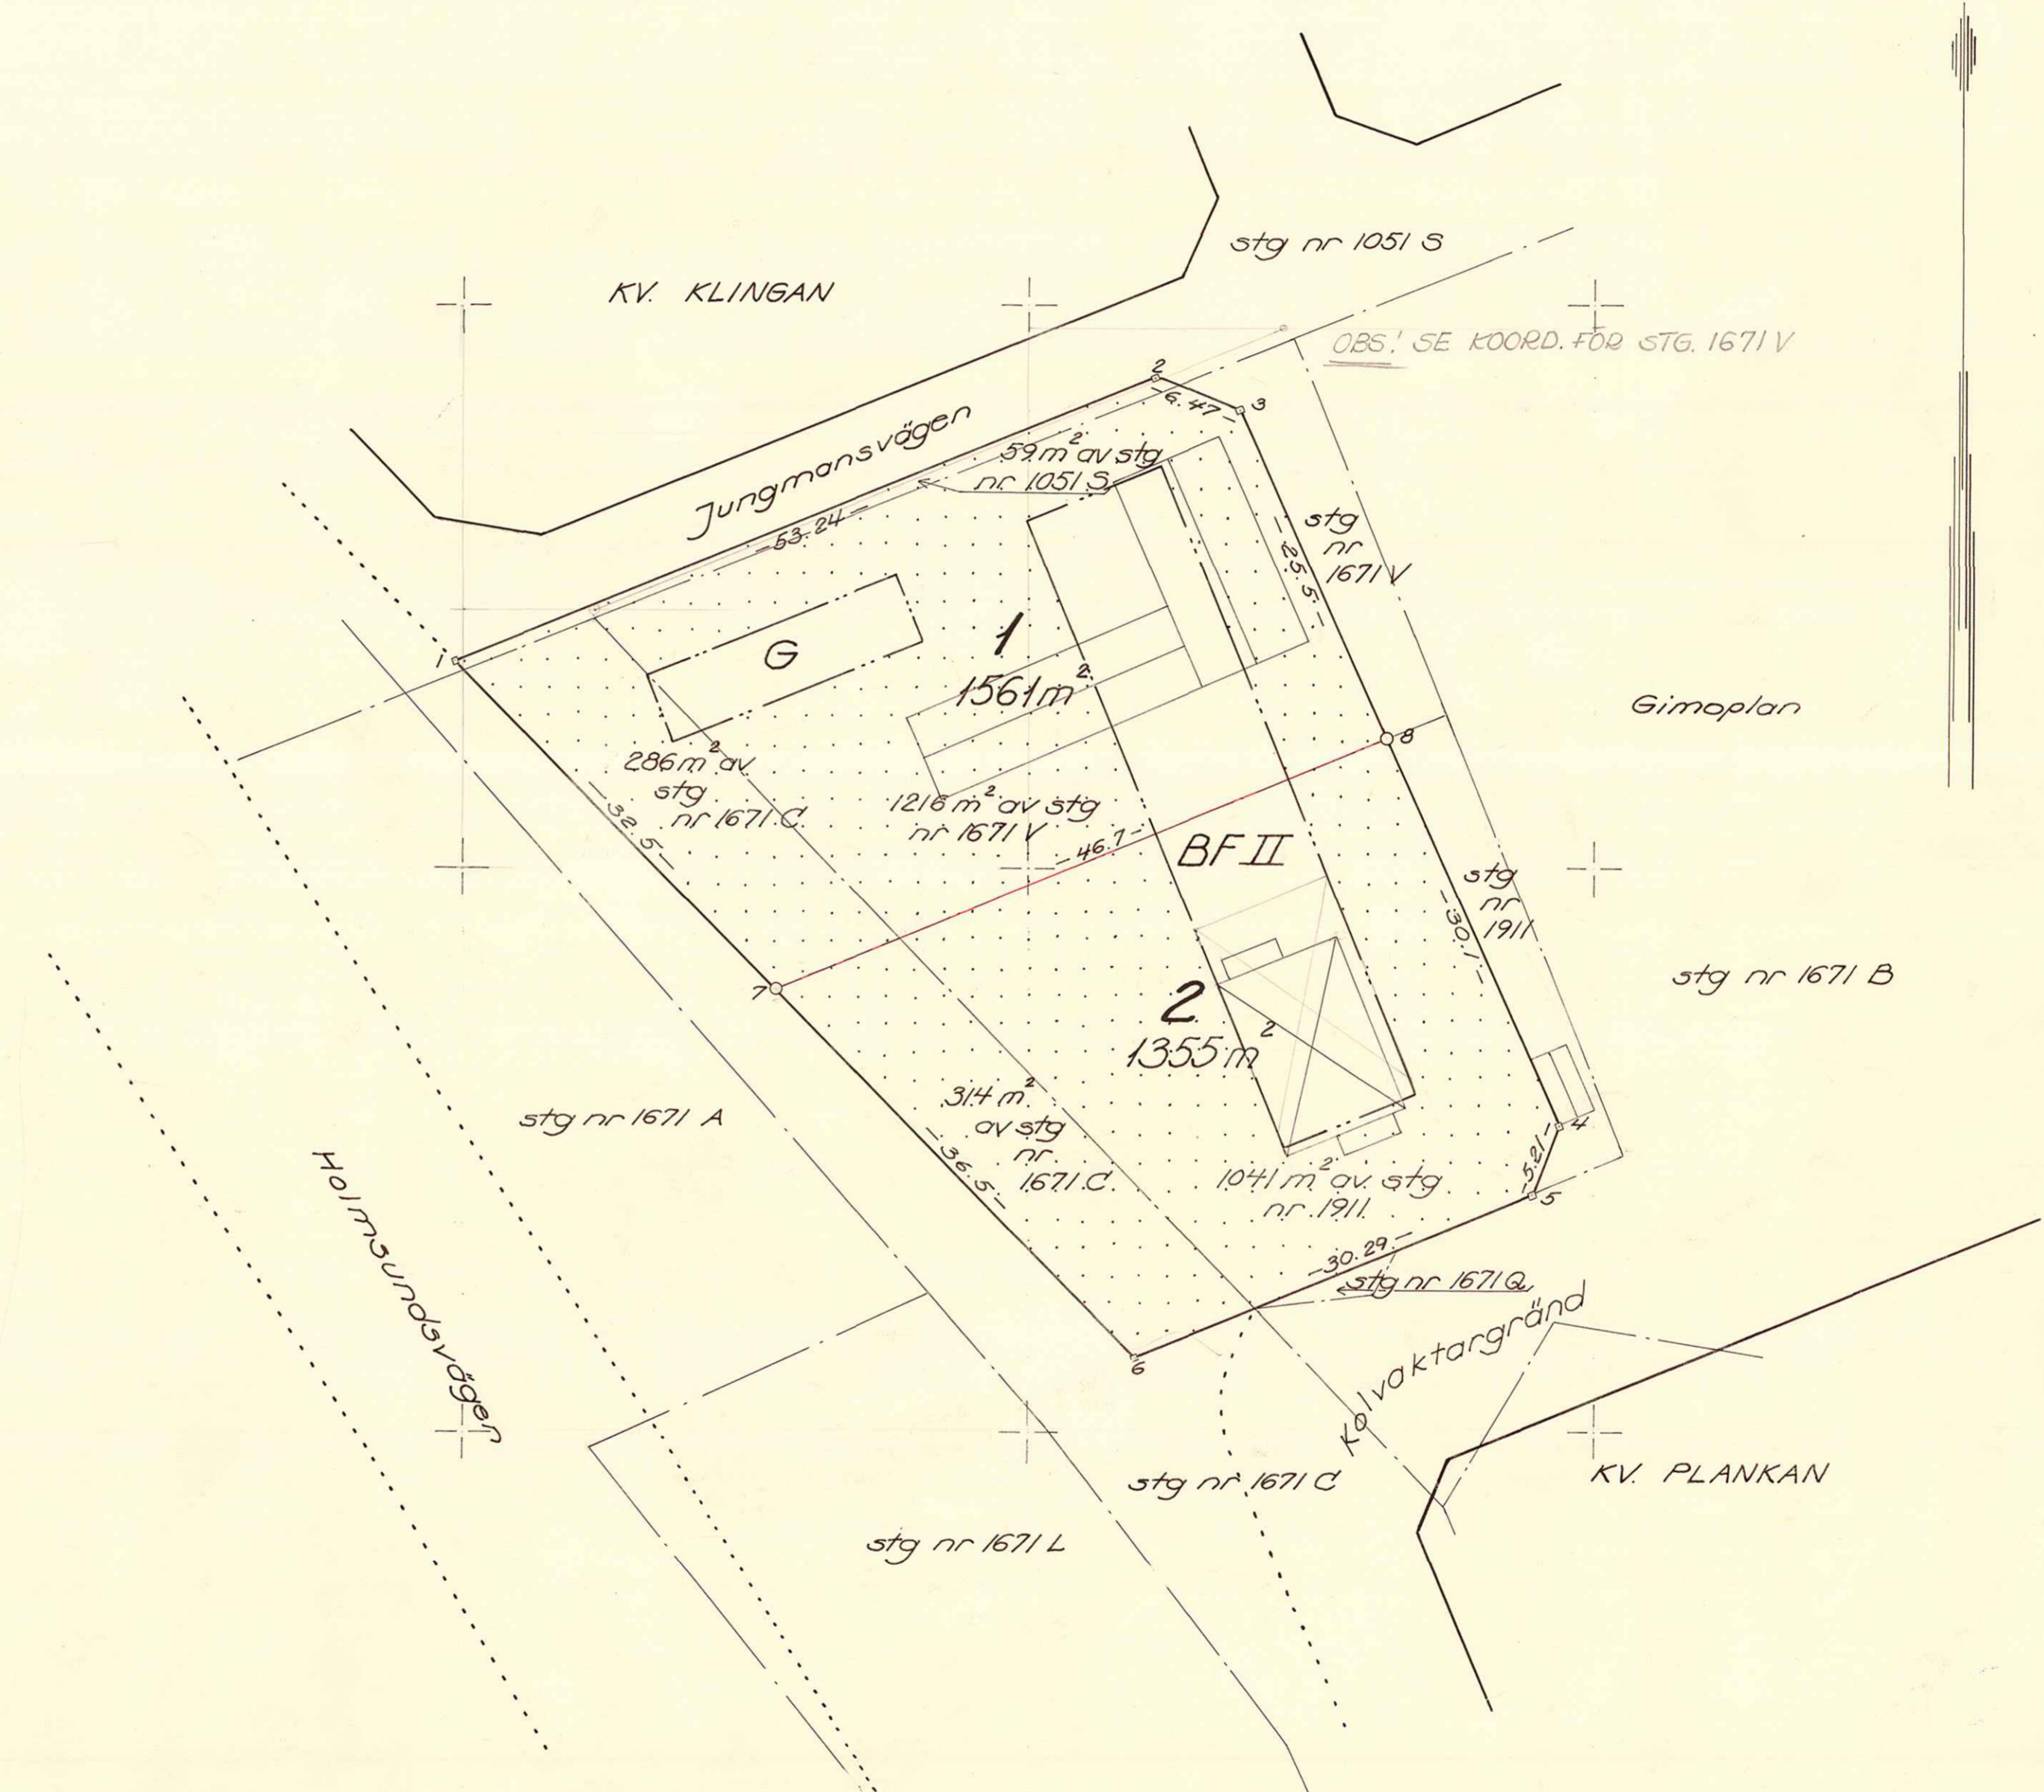 stg nr 1051 S
KV. KLINGAN
OBS! SE KOORD. FÖR STG. 1671 V
2
6.47
3
Jungmansvägen
59 m² av stg
nr 1051 S
53.24
stg
nr
1671 V
25.5
1
G
1
1561 m²
Gimoplan
8
286 m² av
stg
nr 1671 C
32.5
1216 m² av stg
nr 1671 V
46.7
BF II
stg
nr
1911
30.1
stg nr 1671 B
7
2
1355 m²
314 m²
av stg
nr
1671 C
stg nr 1671 A
36.5
4
5.21
1041 m² av stg
nr 1911
5
Holmsundsvägen
30.29
stg nr 1671 Q
6
Kolvaktargränd
stg nr 1671 C
KV. PLANKAN
stg nr 1671 L